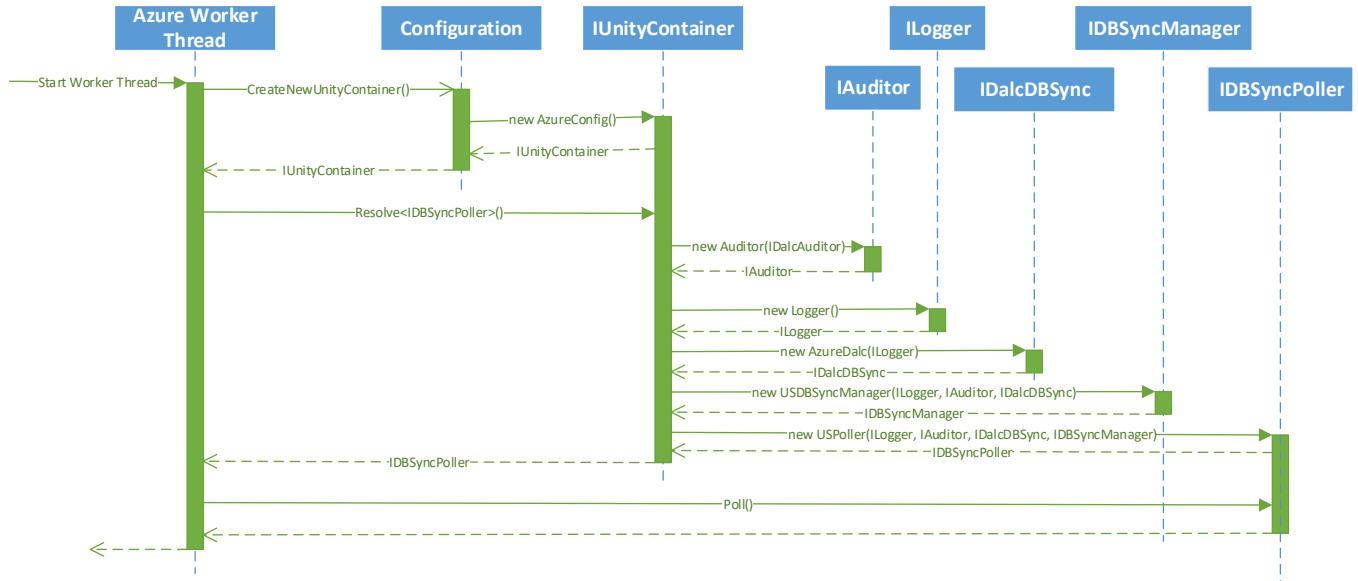 Azure Worker
Thread
Configuration
IUnityContainer
ILogger
IDBSyncManager
IAuditor
IDalcDBSync
IDBSyncPoller
Start Worker Thread
CreateNewUnityContainer()
new AzureConfig()
IUnityContainer
IUnityContainer
Resolve<IDBSyncPoller>()
new Auditor(IDalcAuditor)
IAuditor
new Logger()
ILogger
new AzureDalc(ILogger)
IDalcDBSync
new USDBSyncManager(ILogger, IAuditor, IDalcDBSync)
IDBSyncManager
new USPoller(ILogger, IAuditor, IDalcDBSync, IDBSyncManager)
IDBSyncPoller
IDBSyncPoller
Poll()